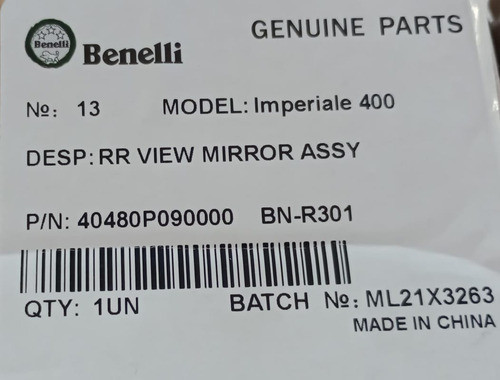 Benelli
GENUINE PARTS
Benelli
№: 13 MODEL: Imperiale 400
DESP: RR VIEW MIRROR ASSY
P/N: 40480P090000 BN-R301
QTY: 1UN BATCH №: ML21X3263
MADE IN CHINA